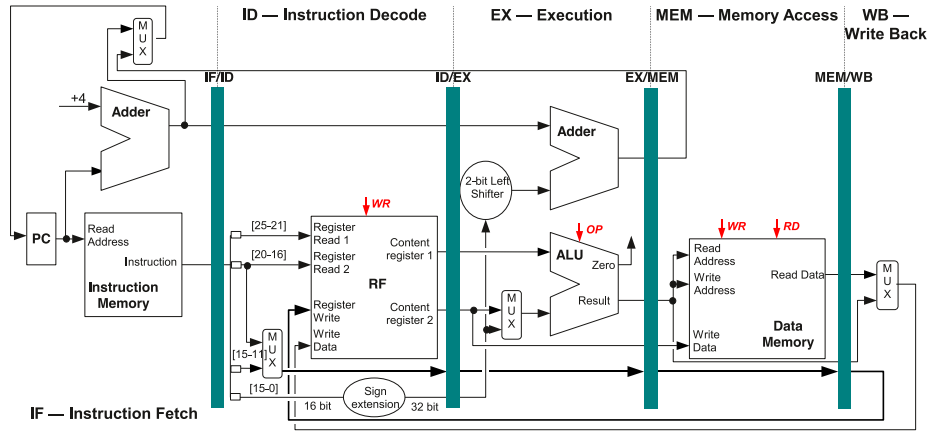 ID — Instruction Decode
EX — Execution
MEM — Memory Access
WB —
Write Back
M
U
X
IF/ID
ID/EX
EX/MEM
MEM/WB
+4
Adder
Adder
2-bit Left
Shifter
WR
[25-21]
[20-16]
Register
Read 1
Register
Read 2
Content
register 1
RF
Register
Write
Write
Data
Content
register 2
PC
Read
Address
Instruction
Instruction
Memory
OP
ALU
Zero
Result
M
U
X
WR
RD
Read
Address
Write
Address
Read Data
Write
Data
Data
Memory
M
U
X
M
U
X
[15-11]
[15-0]
16 bit
Sign
extension
32 bit
IF — Instruction Fetch